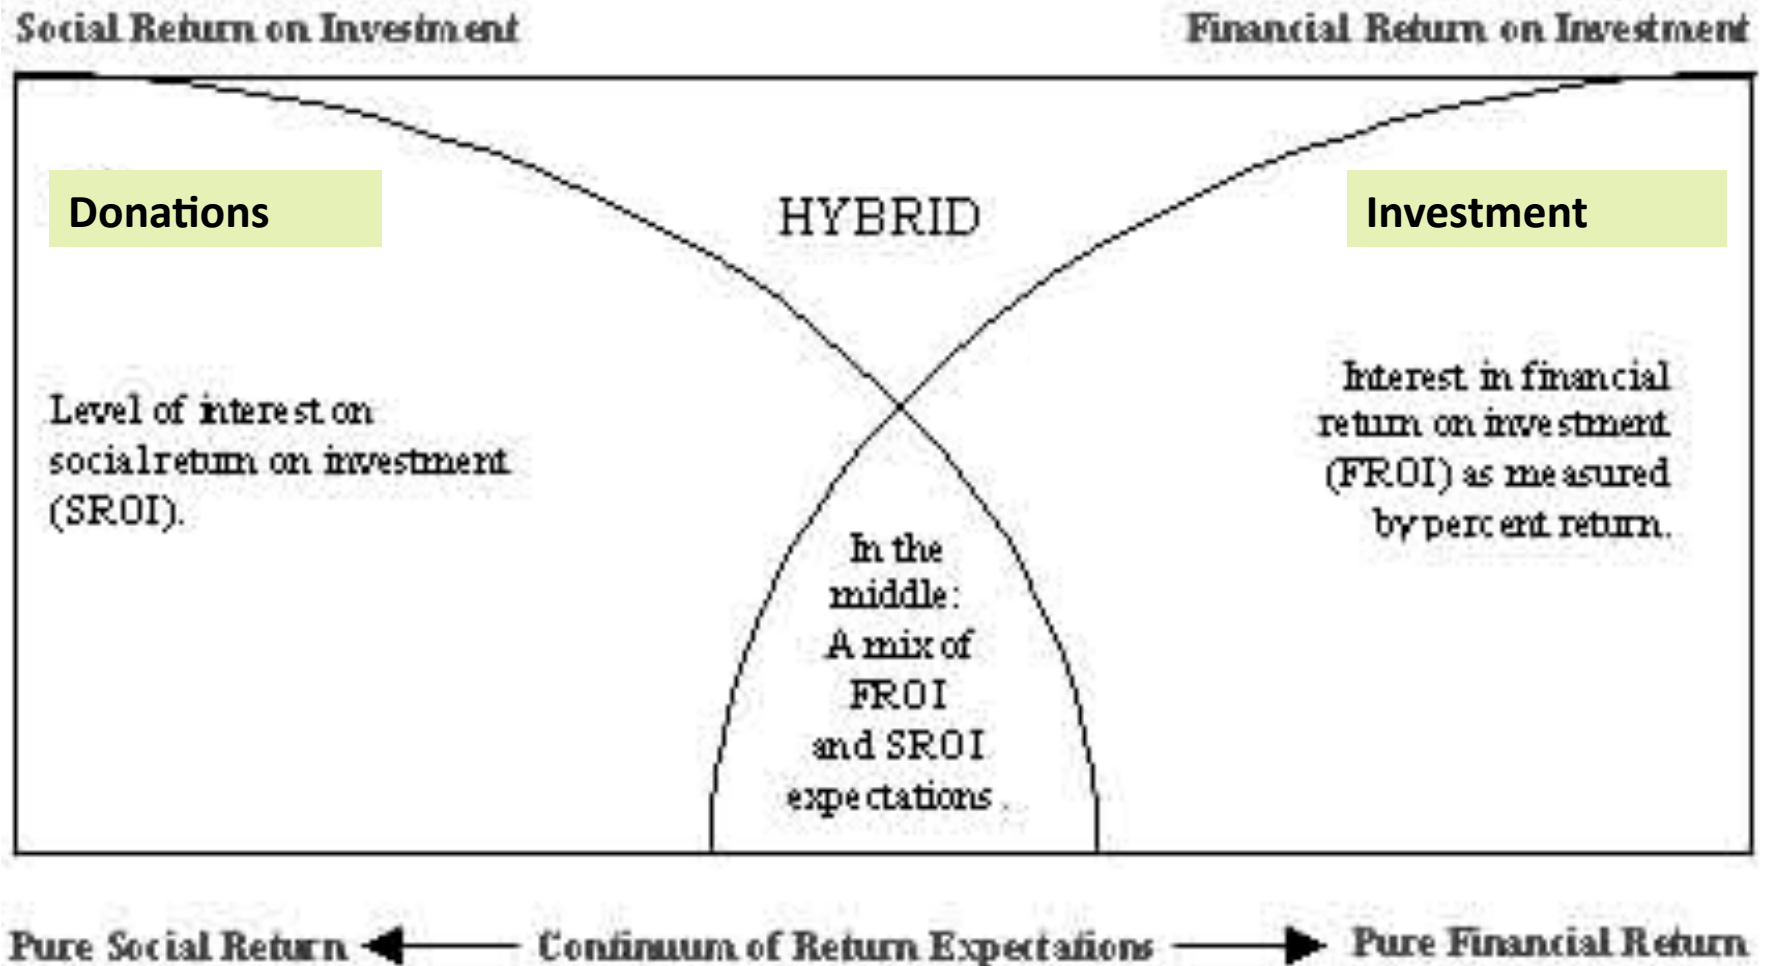 Social Return on Investment
Financial Return on Investment
Donations
HYBRID
Investment
Level of interest on
social return on investment
(SROI).
Interest in financial
return on investment
(FROI) as measured
by percent return.
In the
middle:
A mix of
FROI
and SROI
expectations.
Pure Social Return
Continuum of Return Expectations
Pure Financial Return